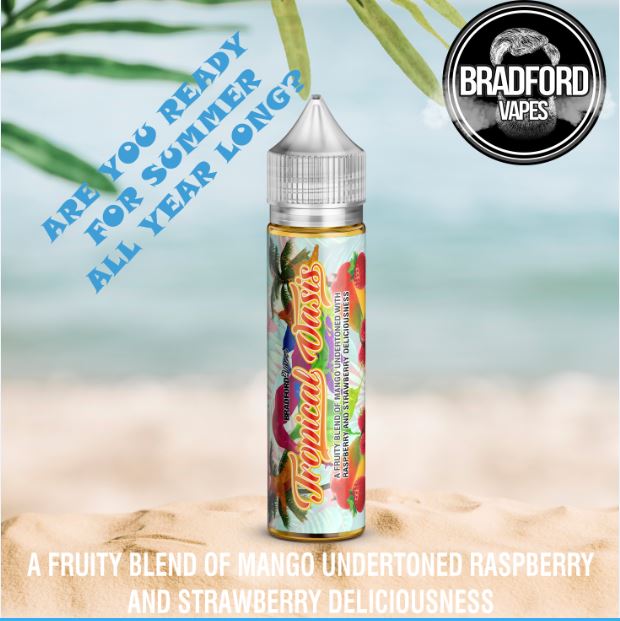 ARE YOU READY
FOR SUMMER
ALL YEAR LONG?
BRADFORD
VAPES
Tropical Oasis
A FRUITY BLEND OF MANGO UNDERTONED WITH
RASPBERRY AND STRAWBERRY DELICIOUSNESS
BRADFORD
A FRUITY BLEND OF MANGO UNDERTONED RASPBERRY
AND STRAWBERRY DELICIOUSNESS